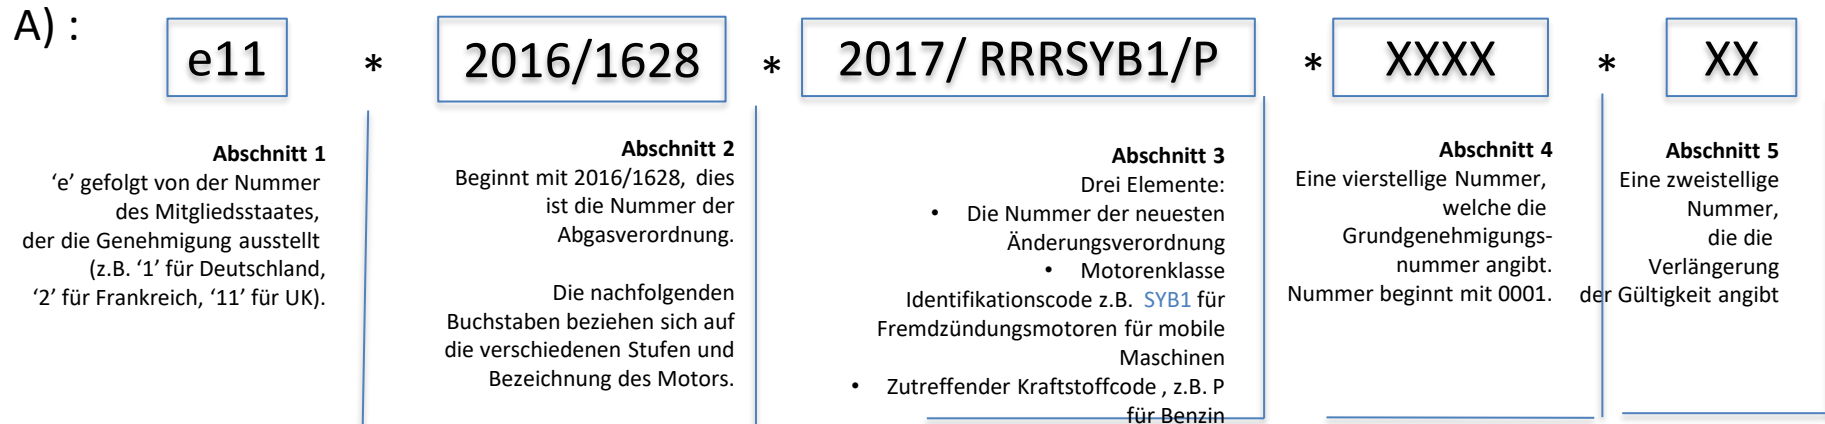 A) :
e11 * 2016/1628 * 2017/ RRRSYB1/P * XXXX * XX
Abschnitt 1
‘e’ gefolgt von der Nummer
des Mitgliedsstaates,
der die Genehmigung ausstellt
(z.B. ‘1’ für Deutschland,
‘2’ für Frankreich, ‘11’ für UK).
Abschnitt 2
Beginnt mit 2016/1628, dies
ist die Nummer der
Abgasverordnung.
Die nachfolgenden
Buchstaben beziehen sich auf
die verschiedenen Stufen und
Bezeichnung des Motors.
Abschnitt 3
Drei Elemente:
• Die Nummer der neuesten
Änderungsverordnung
• Motorenklasse
Identifikationscode z.B. SYB1 für
Fremdzündungsmotoren für mobile
Maschinen
• Zutreffender Kraftstoffcode , z.B. P
für Benzin
Abschnitt 4
Eine vierstellige Nummer,
welche die
Grundgenehmigungs-
nummer angibt.
Nummer beginnt mit 0001.
Abschnitt 5
Eine zweistellige
Nummer,
die die
Verlängerung
der Gültigkeit angibt